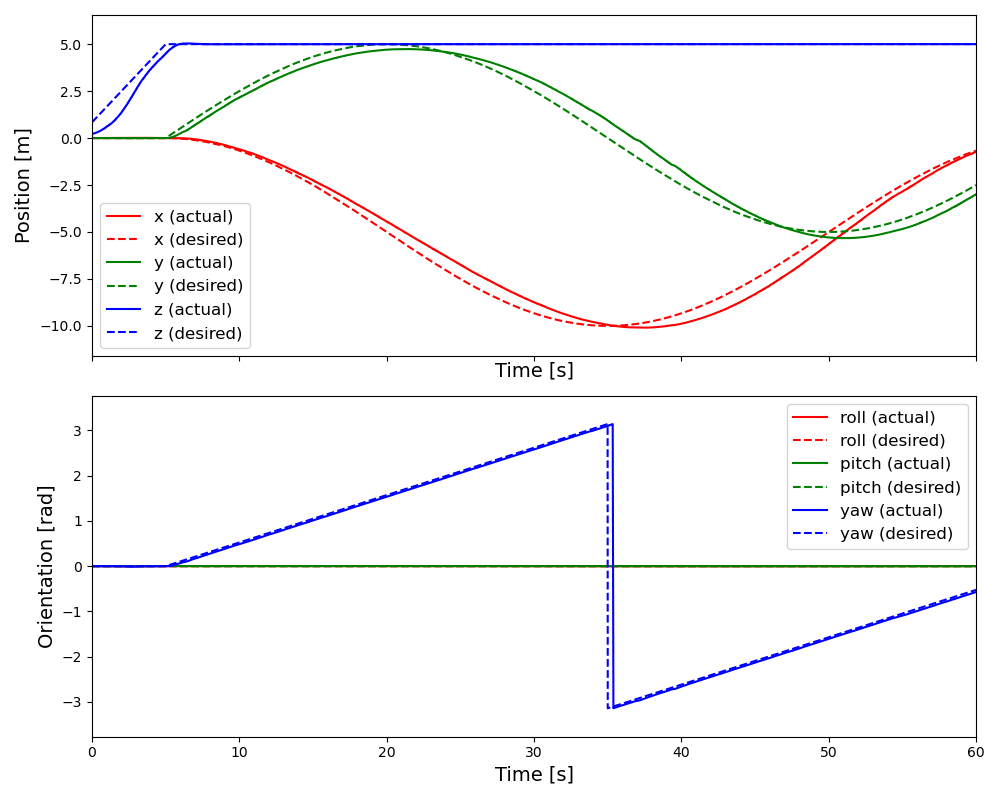 5.0
2.5
0.0
−2.5
−5.0
−7.5
−10.0
Position [m]
x (actual)
x (desired)
y (actual)
y (desired)
z (actual)
z (desired)
Time [s]
3
2
1
0
−1
−2
−3
Orientation [rad]
roll (actual)
roll (desired)
pitch (actual)
pitch (desired)
yaw (actual)
yaw (desired)
0 10 20 30 40 50 60
Time [s]